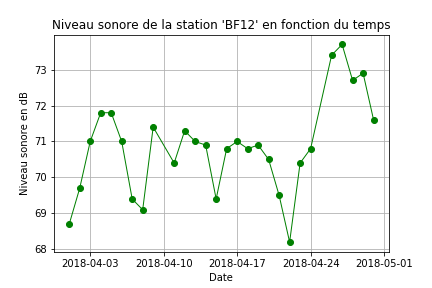 Niveau sonore de la station 'BF12' en fonction du temps
73
72
71
70
69
68
Niveau sonore en dB
2018-04-03 2018-04-10 2018-04-17 2018-04-24 2018-05-01
Date